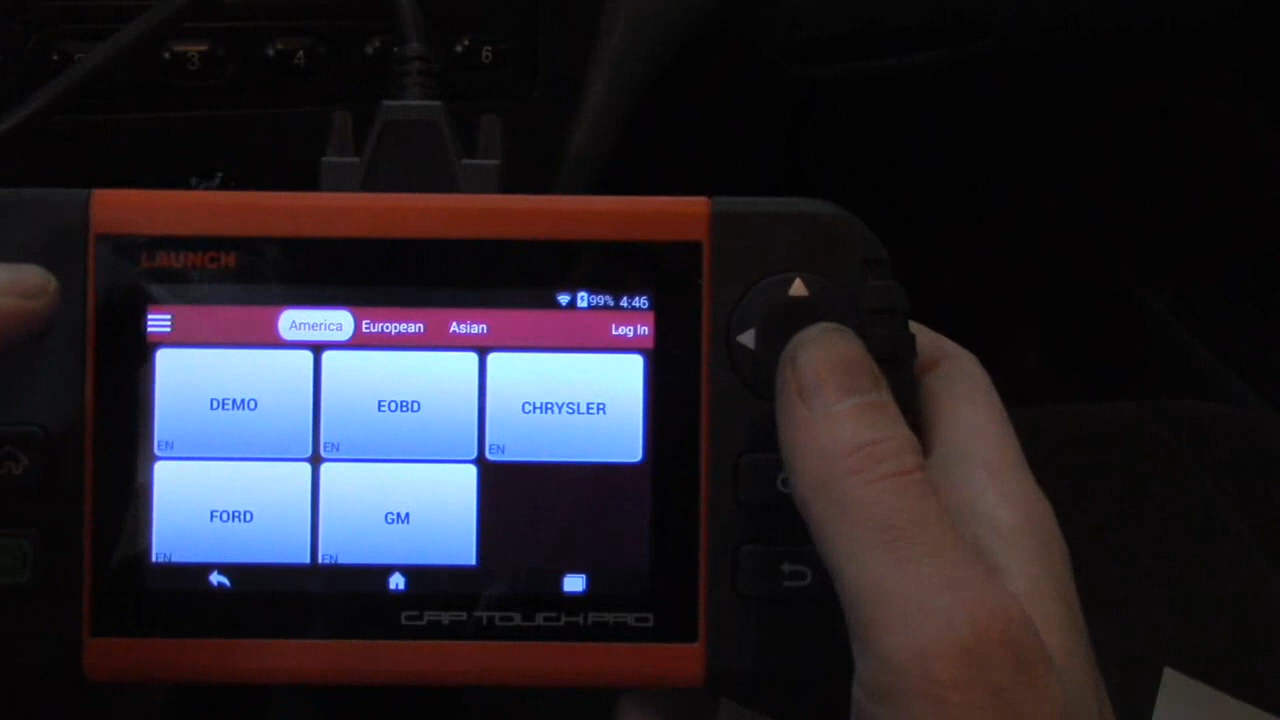 3 4 6
LAUNCH
99% 4:46
America European Asian Log In
DEMO EOBD CHRYSLER
EN EN EN
FORD GM
EN EN
CRP TOUCH PRO